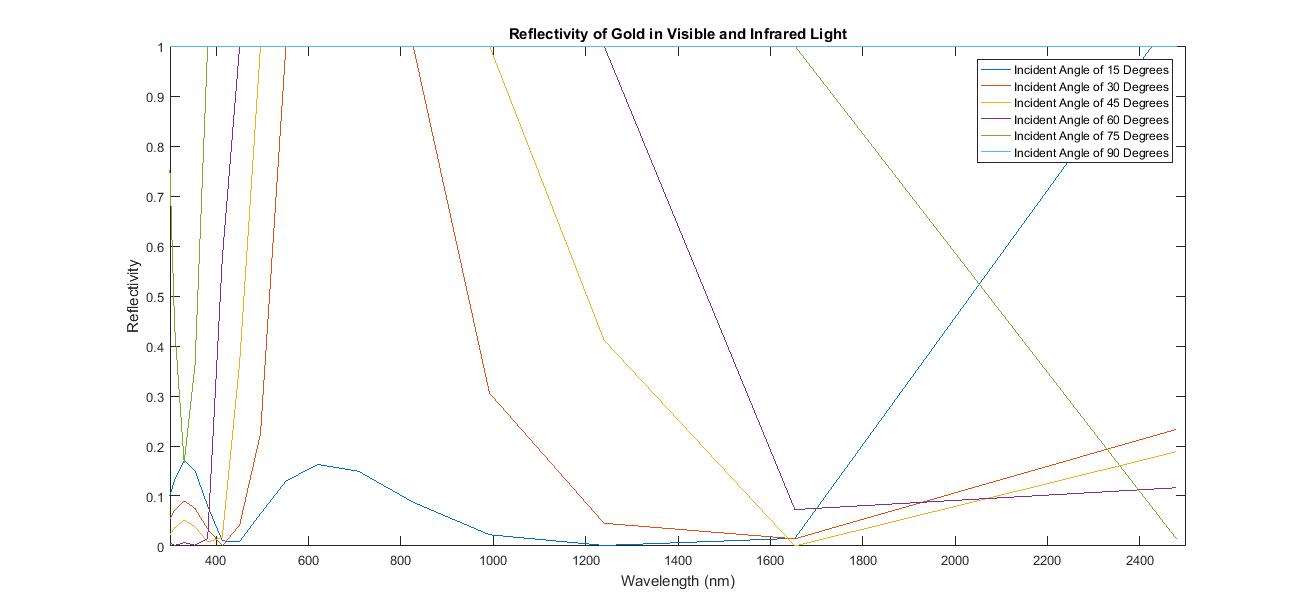 Reflectivity of Gold in Visible and Infrared Light
1
0.9
0.8
0.7
0.6
0.5
0.4
0.3
0.2
0.1
0
Reflectivity
Incident Angle of 15 Degrees
Incident Angle of 30 Degrees
Incident Angle of 45 Degrees
Incident Angle of 60 Degrees
Incident Angle of 75 Degrees
Incident Angle of 90 Degrees
400 600 800 1000 1200 1400 1600 1800 2000 2200 2400
Wavelength (nm)